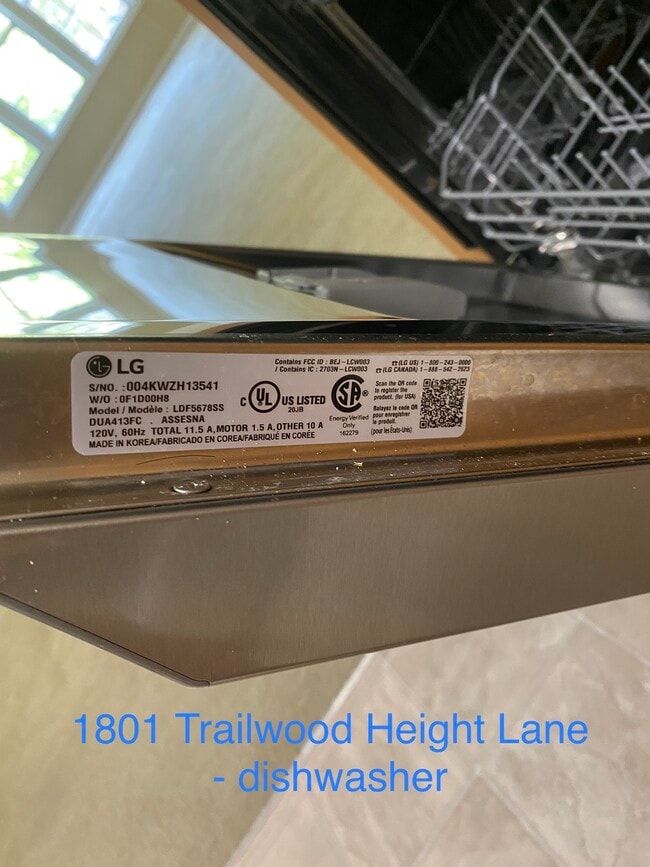 LG
S/NO. :004KWZH13541
W/O :0F1D00H8
Model / Modèle : LDF5678SS
DUA413FC . ASSESNA
120V, 60Hz TOTAL 11.5 A,MOTOR 1.5 A,OTHER 10 A
MADE IN KOREA/FABRICADO EN COREA/FABRIQUÉ EN CORÉE
C UL US LISTED
20JB
Contains FCC ID : BEJ-LCW003
/ Contains IC : 2703N-LCW003
SA
Energy Verified
Only
162279
(LG US) 1-800-243-0000
(LG CANADA) 1-888-542-2623
Scan the QR code
to register the
product. (for USA)
Balayez le code QR
pour enregistrer
le produit.
(pour les États-Unis)
1801 Trailwood Height Lane
- dishwasher